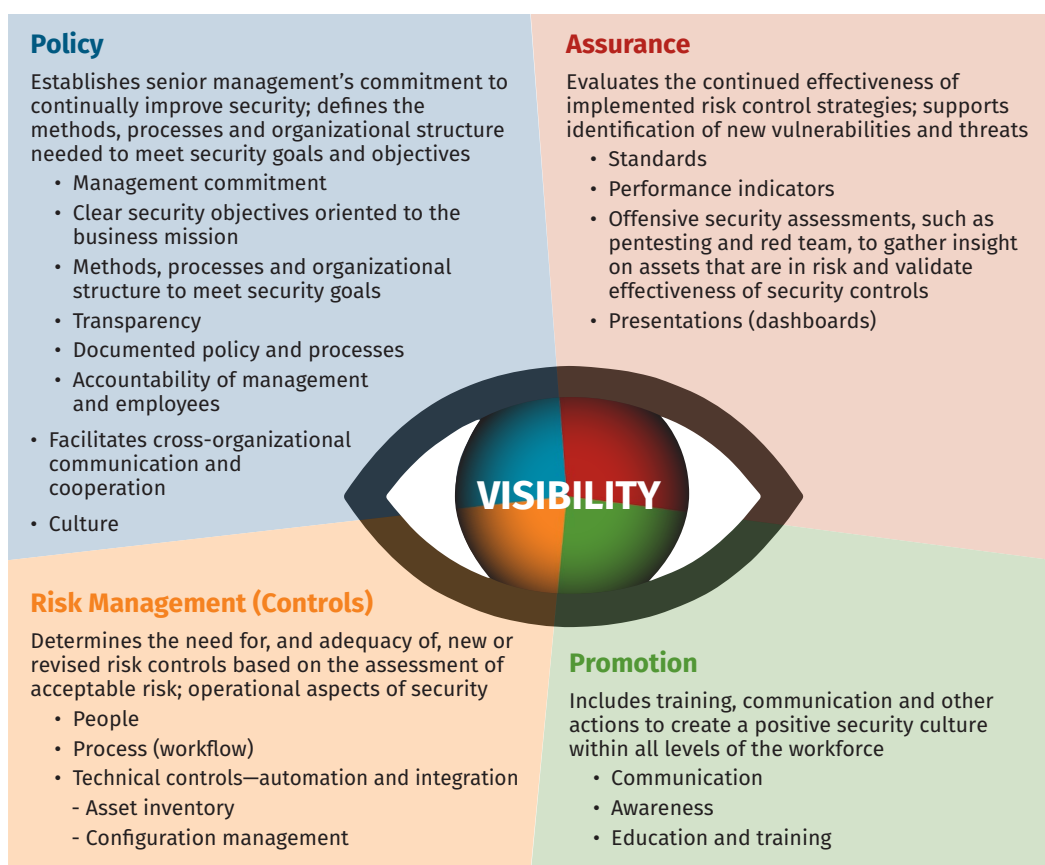 Policy
Establishes senior management’s commitment to
continually improve security; defines the
methods, processes and organizational structure
needed to meet security goals and objectives
• Management commitment
• Clear security objectives oriented to the
business mission
• Methods, processes and organizational
structure to meet security goals
• Transparency
• Documented policy and processes
• Accountability of management
and employees
• Facilitates cross-organizational
communication and
cooperation
• Culture
Assurance
Evaluates the continued effectiveness of
implemented risk control strategies; supports
identification of new vulnerabilities and threats
• Standards
• Performance indicators
• Offensive security assessments, such as
pentesting and red team, to gather insight
on assets that are in risk and validate
effectiveness of security controls
• Presentations (dashboards)
VISIBILITY
Risk Management (Controls)
Determines the need for, and adequacy of, new or
revised risk controls based on the assessment of
acceptable risk; operational aspects of security
• People
• Process (workflow)
• Technical controls—automation and integration
- Asset inventory
- Configuration management
Promotion
Includes training, communication and other
actions to create a positive security culture
within all levels of the workforce
• Communication
• Awareness
• Education and training